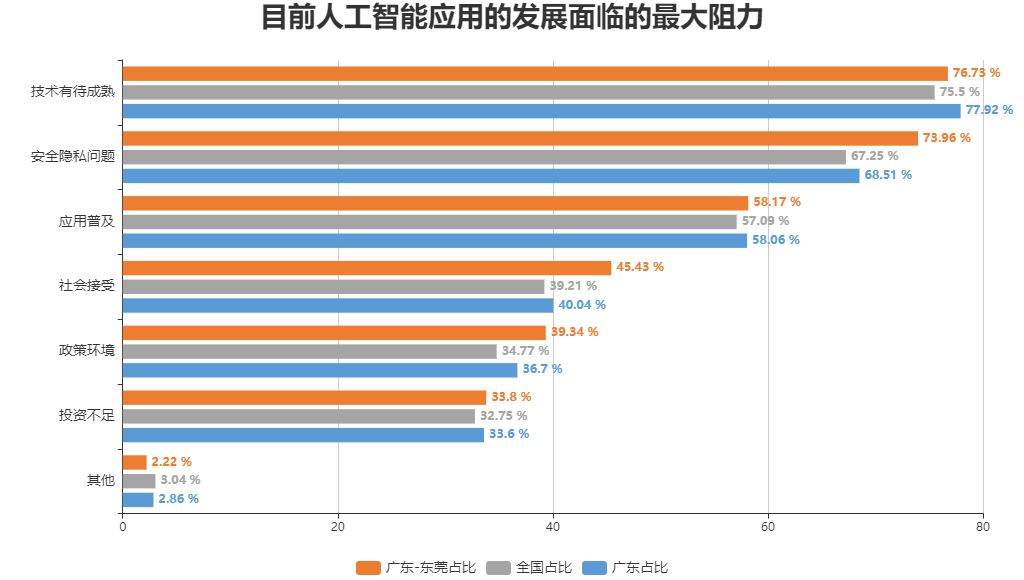 目前人工智能应用的发展面临的最大阻力
技术有待成熟
76.73 %
75.5 %
77.92 %
安全隐私问题
73.96 %
67.25 %
68.51 %
应用普及
58.17 %
57.09 %
58.06 %
社会接受
45.43 %
39.21 %
40.04 %
政策环境
39.34 %
34.77 %
36.7 %
投资不足
33.8 %
32.75 %
33.6 %
其他
2.22 %
3.04 %
2.86 %
0 20 40 60 80
广东-东莞占比 全国占比 广东占比